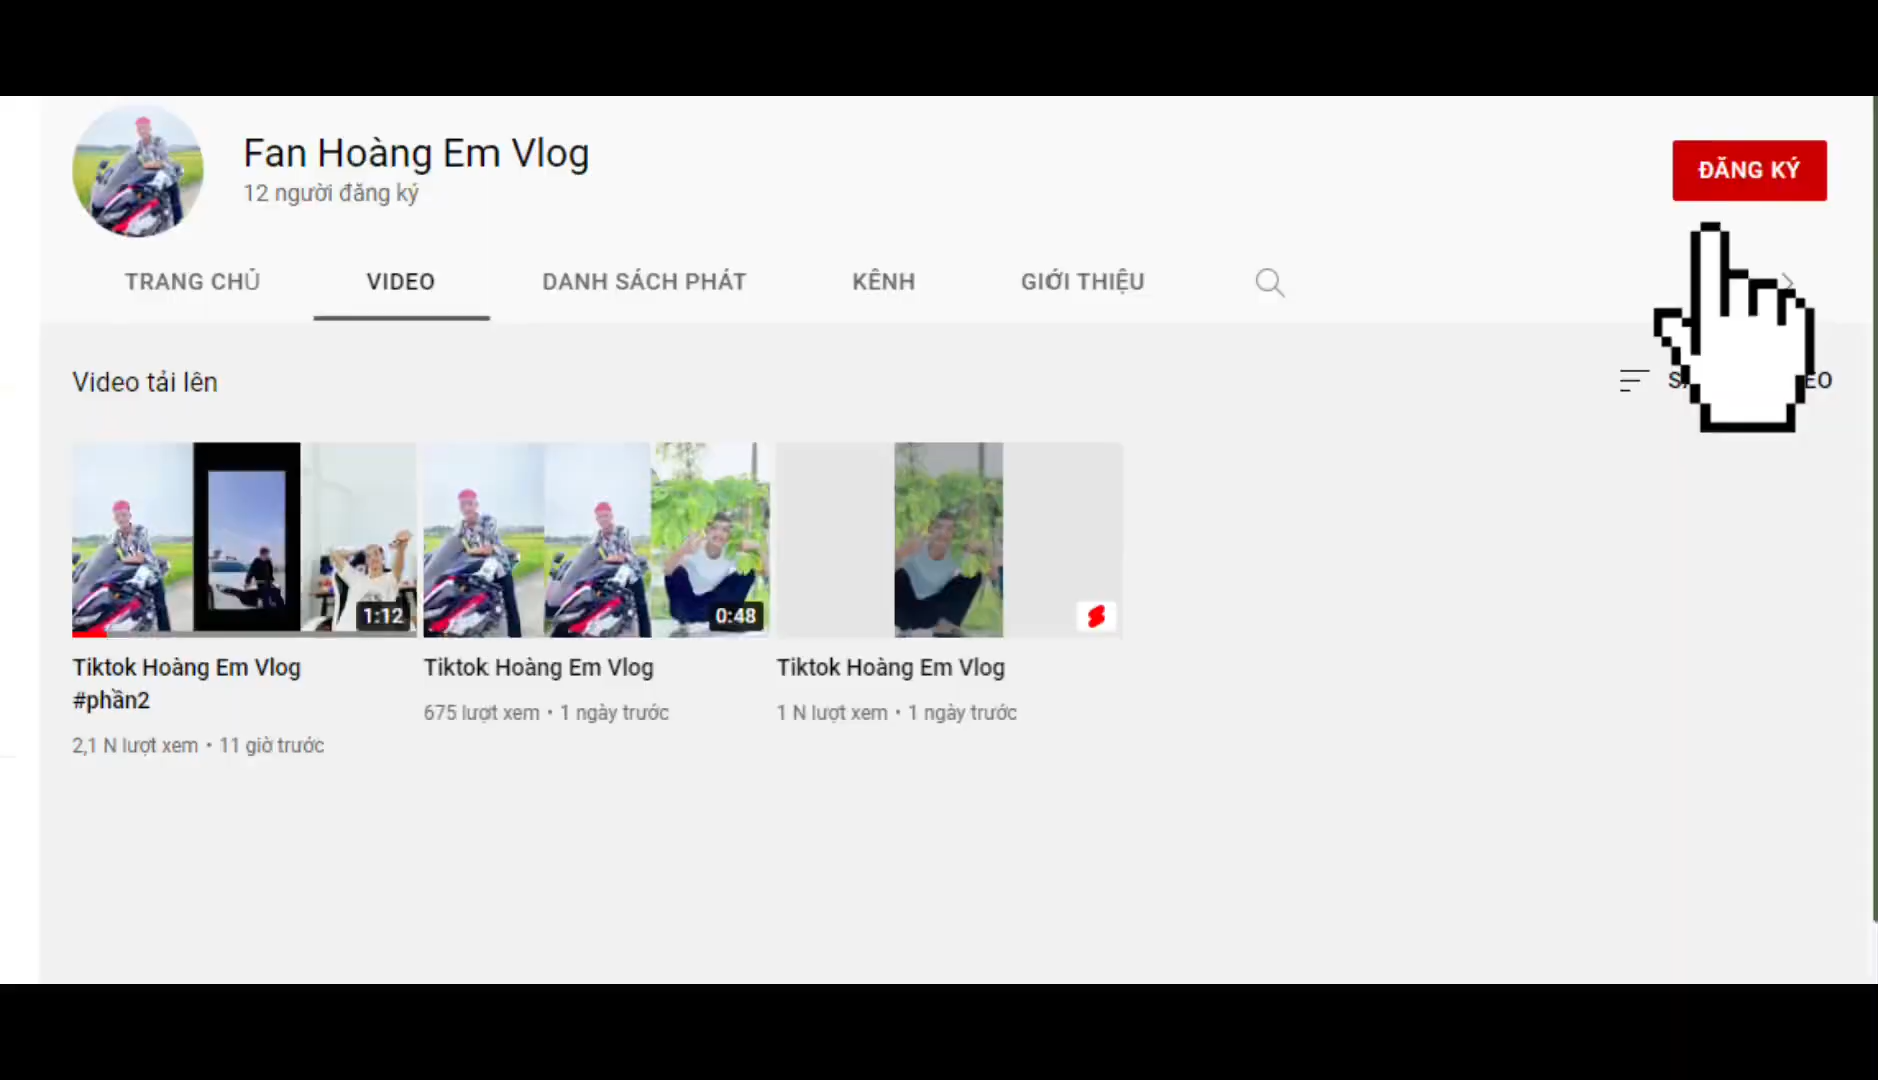 Fan Hoàng Em Vlog
12 người đăng ký
ĐĂNG KÝ
TRANG CHỦ
VIDEO
DANH SÁCH PHÁT
KÊNH
GIỚI THIỆU
Video tải lên
1:12
0:48
Tiktok Hoàng Em Vlog
#phần2
2,1 N lượt xem • 11 giờ trước
Tiktok Hoàng Em Vlog
675 lượt xem • 1 ngày trước
Tiktok Hoàng Em Vlog
1 N lượt xem • 1 ngày trước